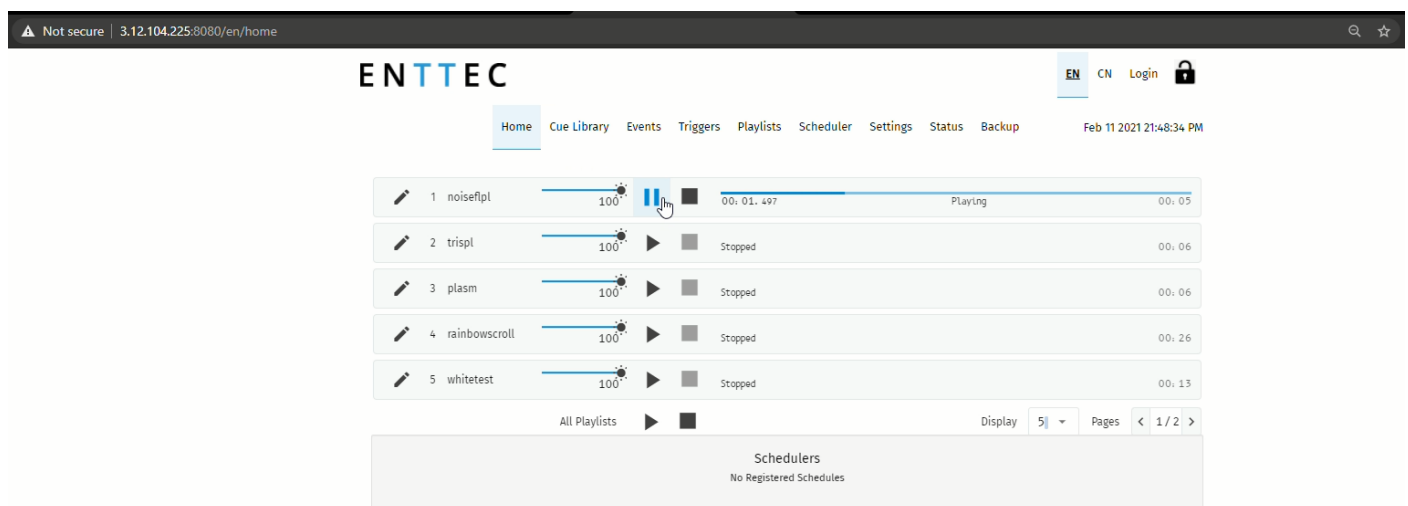 Not secure | 3.12.104.225:8080/en/home
ENTTEC
EN CN Login
Home Cue Library Events Triggers Playlists Scheduler Settings Status Backup Feb 11 2021 21:48:34 PM
1 noiseflpl 100 00: 01. 497 Playing 00: 05
2 trispl 100 Stopped 00: 06
3 plasm 100 Stopped 00: 06
4 rainbowscroll 100 Stopped 00: 26
5 whitetest 100 Stopped 00: 13
All Playlists Display 5 Pages < 1 / 2 >
Schedulers
No Registered Schedules